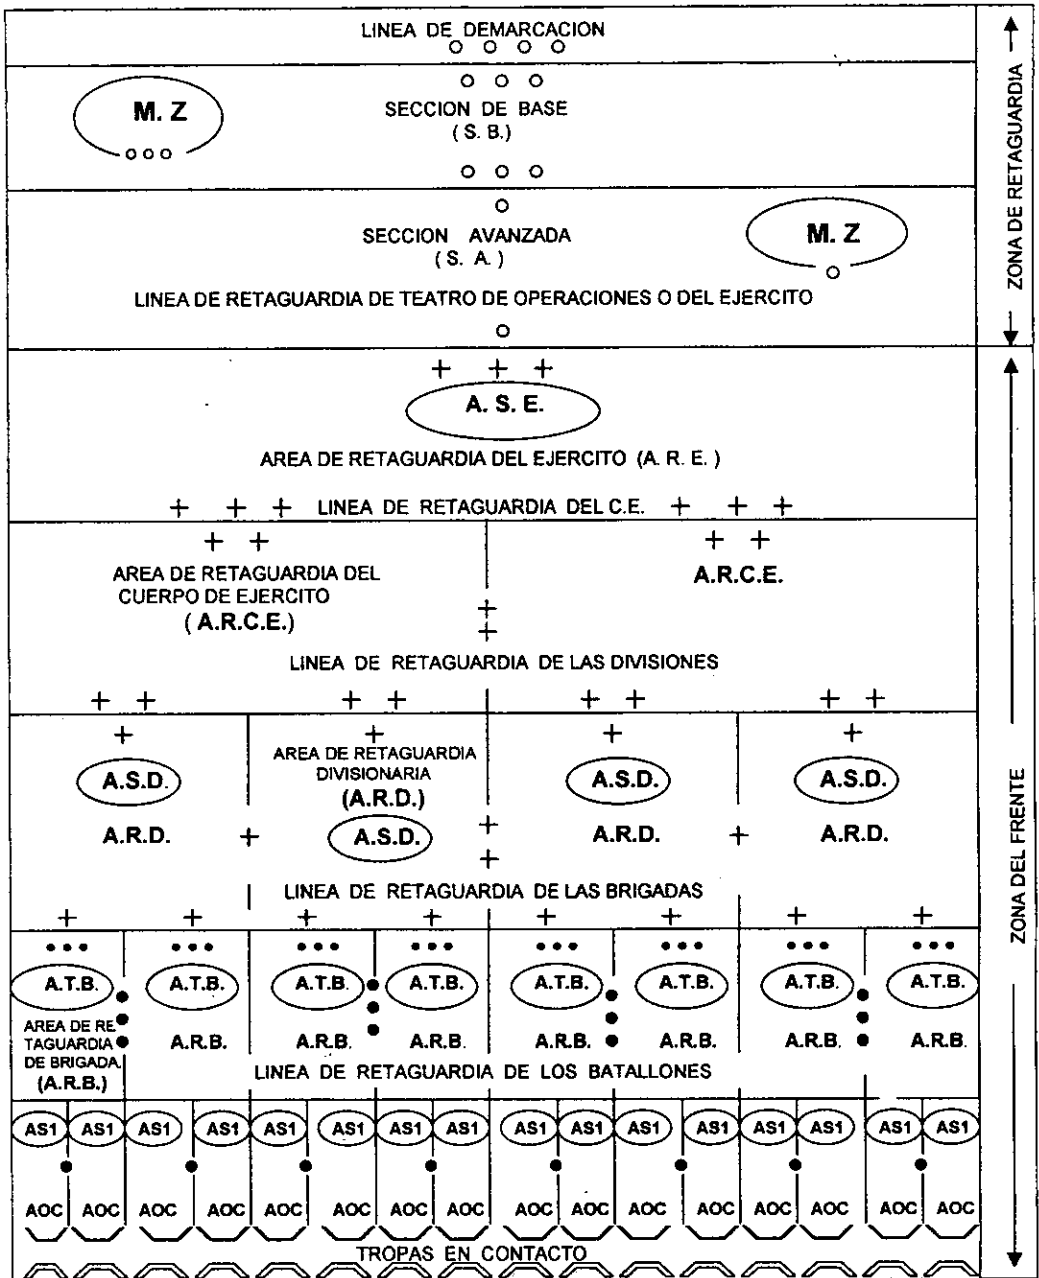 LINEA DE DEMARCACION
M. Z
SECCION DE BASE
( S. B.)
SECCION AVANZADA
( S. A. )
M. Z
LINEA DE RETAGUARDIA DE TEATRO DE OPERACIONES O DEL EJERCITO
ZONA DE RETAGUARDIA
A. S. E.
AREA DE RETAGUARDIA DEL EJERCITO (A. R. E. )
LINEA DE RETAGUARDIA DEL C.E.
AREA DE RETAGUARDIA DEL
CUERPO DE EJERCITO
( A.R.C.E.)
A.R.C.E.
LINEA DE RETAGUARDIA DE LAS DIVISIONES
A.S.D.
A.R.D.
AREA DE RETAGUARDIA
DIVISIONARIA
(A.R.D.)
A.S.D.
A.S.D.
A.R.D.
A.S.D.
A.R.D.
LINEA DE RETAGUARDIA DE LAS BRIGADAS
ZONA DEL FRENTE
A.T.B. A.T.B. A.T.B. A.T.B. A.T.B. A.T.B. A.T.B. A.T.B.
AREA DE RE
TAGUARDIA
DE BRIGADA.
(A.R.B.)
A.R.B. A.R.B. A.R.B. A.R.B. A.R.B. A.R.B. A.R.B.
LINEA DE RETAGUARDIA DE LOS BATALLONES
AS1 AS1 AS1 AS1 AS1 AS1 AS1 AS1 AS1 AS1 AS1 AS1 AS1 AS1 AS1 AS1
AOC AOC AOC AOC AOC AOC AOC AOC AOC AOC AOC AOC AOC AOC AOC AOC
TROPAS EN CONTACTO